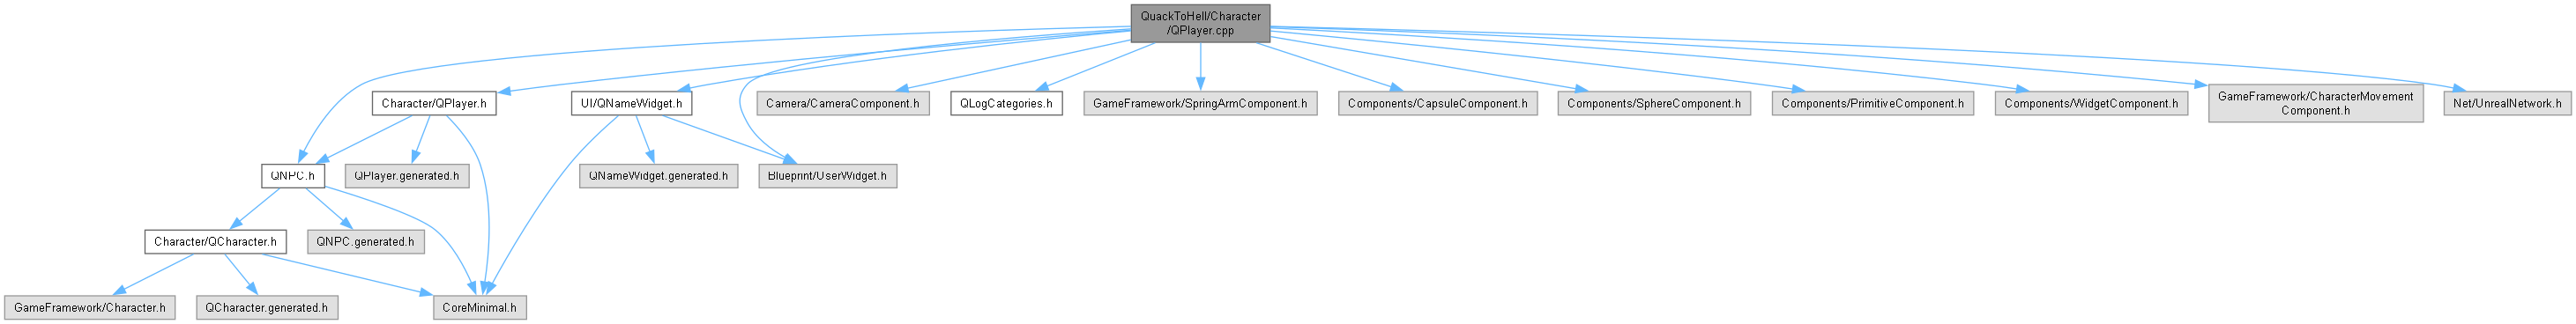 QuackToHell/Character
/QPlayer.cpp
Character/QPlayer.h
UI/QNameWidget.h
Camera/CameraComponent.h
QLogCategories.h
GameFramework/SpringArmComponent.h
Components/CapsuleComponent.h
Components/SphereComponent.h
Components/PrimitiveComponent.h
Components/WidgetComponent.h
GameFramework/CharacterMovement
Component.h
Net/UnrealNetwork.h
QNPC.h
QPlayer.generated.h
QNameWidget.generated.h
Blueprint/UserWidget.h
Character/QCharacter.h
QNPC.generated.h
GameFramework/Character.h
QCharacter.generated.h
CoreMinimal.h